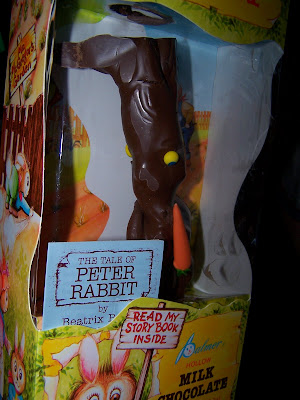 THE TALE OF
PETER
RABBIT
by
Beatrix
READ MY
STORY BOOK
INSIDE
Palmer
HOLLOW
MILK
CHOCOLATE